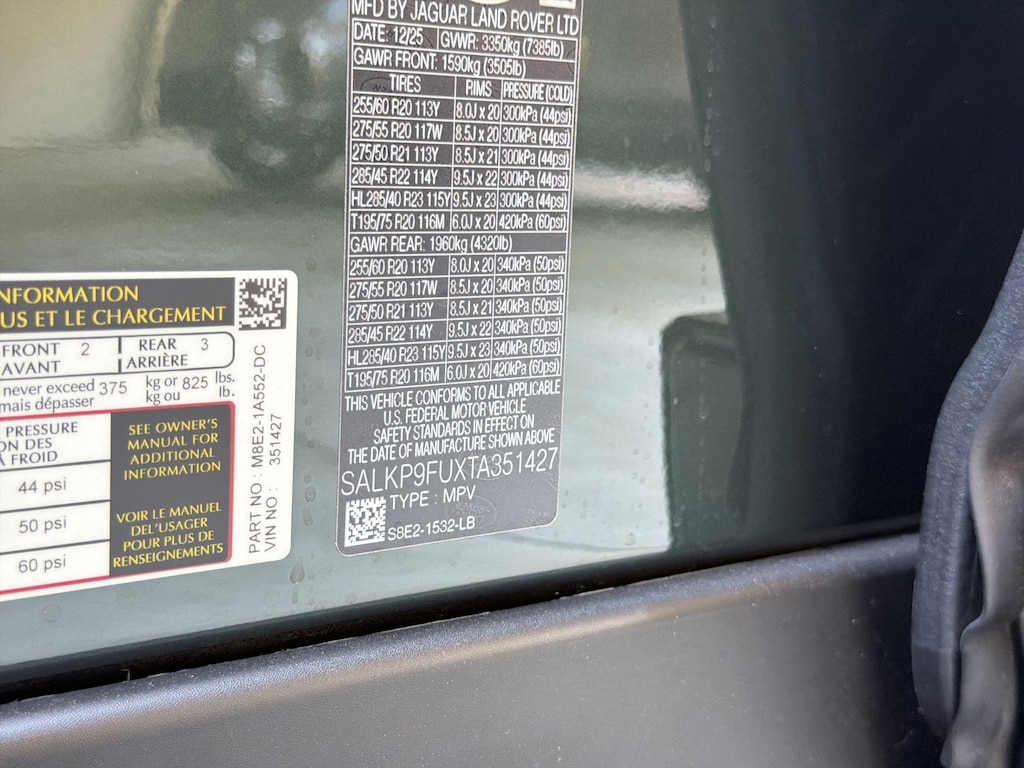 MFD BY JAGUAR LAND ROVER LTD
DATE: 12/25 GVWR: 3350kg (7385lb)
GAWR FRONT: 1590kg (3505lb)
TIRES RIMS PRESSURE (COLD)
255/60 R20 113Y 8.0J x 20 300kPa (44psi)
275/55 R20 117W 8.5J x 20 300kPa (44psi)
275/50 R21 113Y 8.5J x 21 300kPa (44psi)
285/45 R22 114Y 9.5J x 22 300kPa (44psi)
HL285/40 R23 115Y 9.5J x 23 300kPa (44psi)
T195/75 R20 116M 6.0J x 20 420kPa (60psi)
GAWR REAR: 1960kg (4320lb)
255/60 R20 113Y 8.0J x 20 340kPa (50psi)
275/55 R20 117W 8.5J x 20 340kPa (50psi)
275/50 R21 113Y 8.5J x 21 340kPa (50psi)
285/45 R22 114Y 9.5J x 22 340kPa (50psi)
HL285/40 R23 115Y 9.5J x 23 340kPa (50psi)
T195/75 R20 116M 6.0J x 20 420kPa (60psi)
THIS VEHICLE CONFORMS TO ALL APPLICABLE
U.S. FEDERAL MOTOR VEHICLE
SAFETY STANDARDS IN EFFECT ON
THE DATE OF MANUFACTURE SHOWN ABOVE
SALKP9FUXTA351427
TYPE : MPV
S8E2-1532-LB
NFORMATION
US ET LE CHARGEMENT
FRONT 2 REAR 3
AVANT ARRIÈRE
never exceed 375 kg or 825 lbs.
mais dépasser kg ou lb.
PRESSURE
ON DES
À FROID
44 psi
50 psi
60 psi
SEE OWNER'S
MANUAL FOR
ADDITIONAL
INFORMATION
VOIR LE MANUEL
DEL'USAGER
POUR PLUS DE
RENSEIGNEMENTS
PART NO : M8E2-1A552-DC
VIN NO : 351427